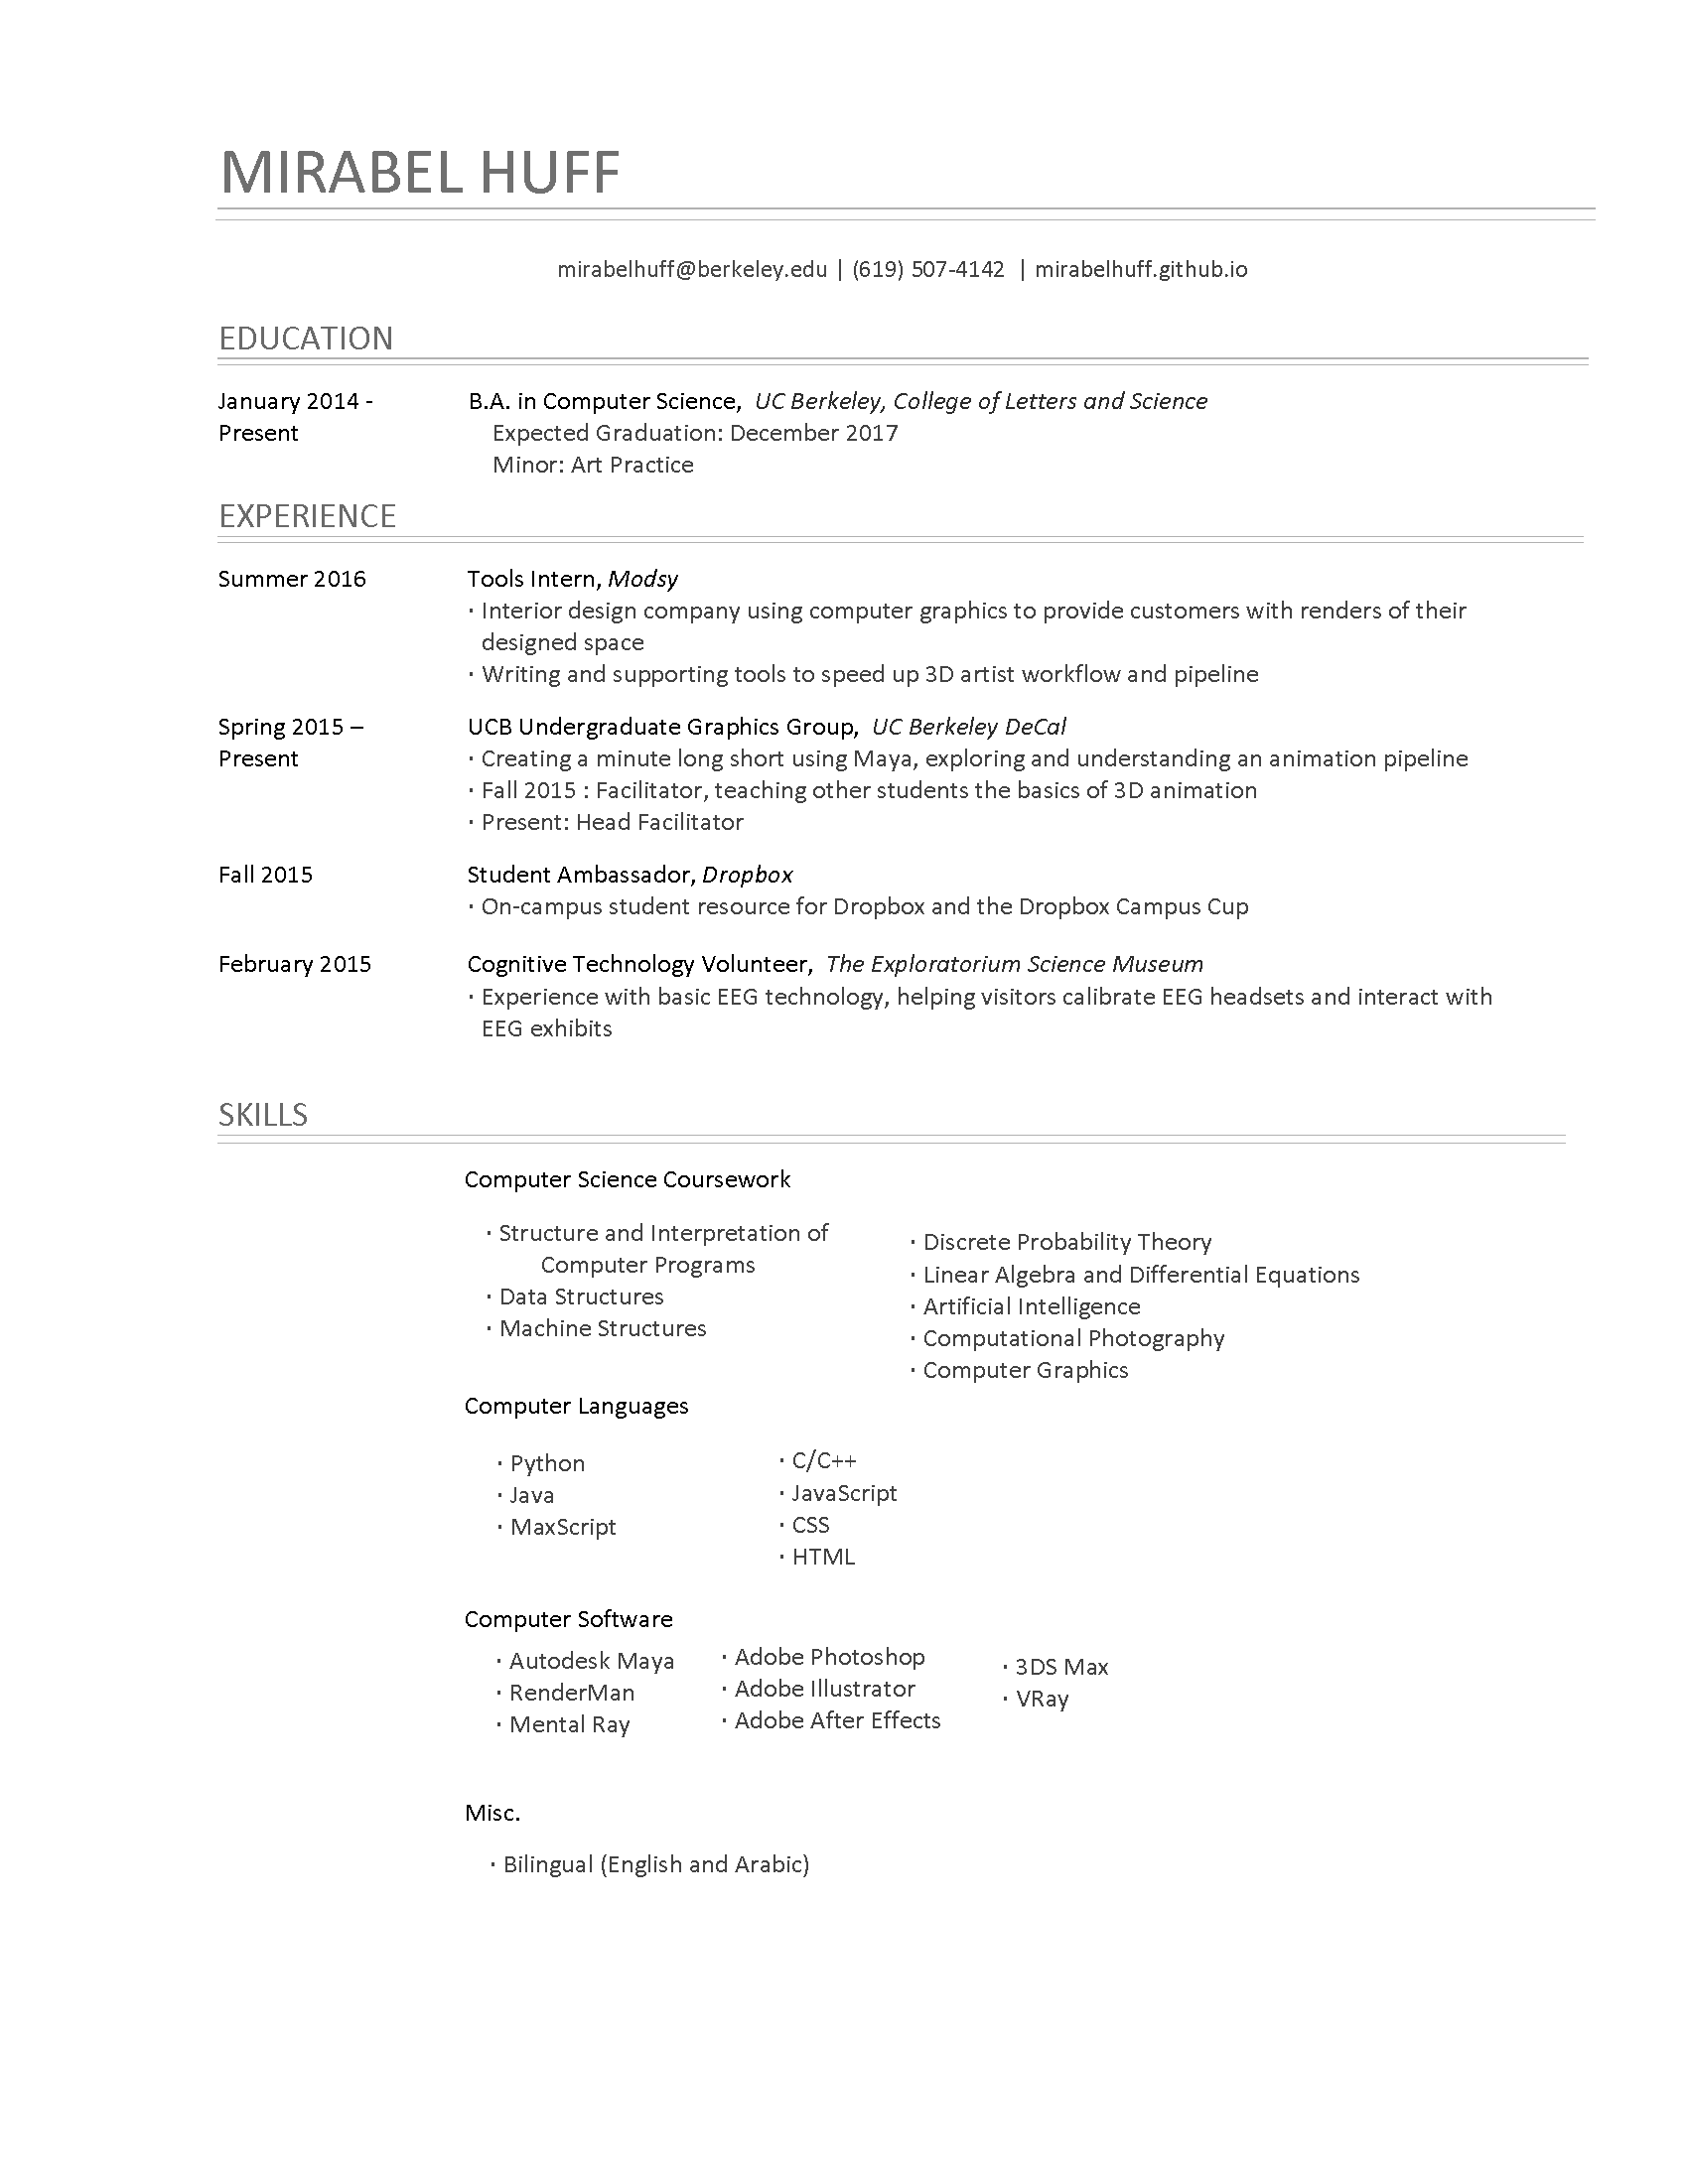 MIRABEL HUFF
mirabelhuff@berkeley.edu | (619) 507-4142 | mirabelhuff.github.io
EDUCATION
January 2014 -
Present
B.A. in Computer Science, UC Berkeley, College of Letters and Science
Expected Graduation: December 2017
Minor: Art Practice
EXPERIENCE
Summer 2016
Tools Intern, Modsy
· Interior design company using computer graphics to provide customers with renders of their
designed space
· Writing and supporting tools to speed up 3D artist workflow and pipeline
Spring 2015 –
Present
UCB Undergraduate Graphics Group, UC Berkeley DeCal
· Creating a minute long short using Maya, exploring and understanding an animation pipeline
· Fall 2015 : Facilitator, teaching other students the basics of 3D animation
· Present: Head Facilitator
Fall 2015
Student Ambassador, Dropbox
· On-campus student resource for Dropbox and the Dropbox Campus Cup
February 2015
Cognitive Technology Volunteer, The Exploratorium Science Museum
· Experience with basic EEG technology, helping visitors calibrate EEG headsets and interact with
EEG exhibits
SKILLS
Computer Science Coursework
· Structure and Interpretation of
Computer Programs
· Data Structures
· Machine Structures
· Discrete Probability Theory
· Linear Algebra and Differential Equations
· Artificial Intelligence
· Computational Photography
· Computer Graphics
Computer Languages
· Python
· Java
· MaxScript
· C/C++
· JavaScript
· CSS
· HTML
Computer Software
· Autodesk Maya
· RenderMan
· Mental Ray
· Adobe Photoshop
· Adobe Illustrator
· Adobe After Effects
· 3DS Max
· VRay
Misc.
· Bilingual (English and Arabic)